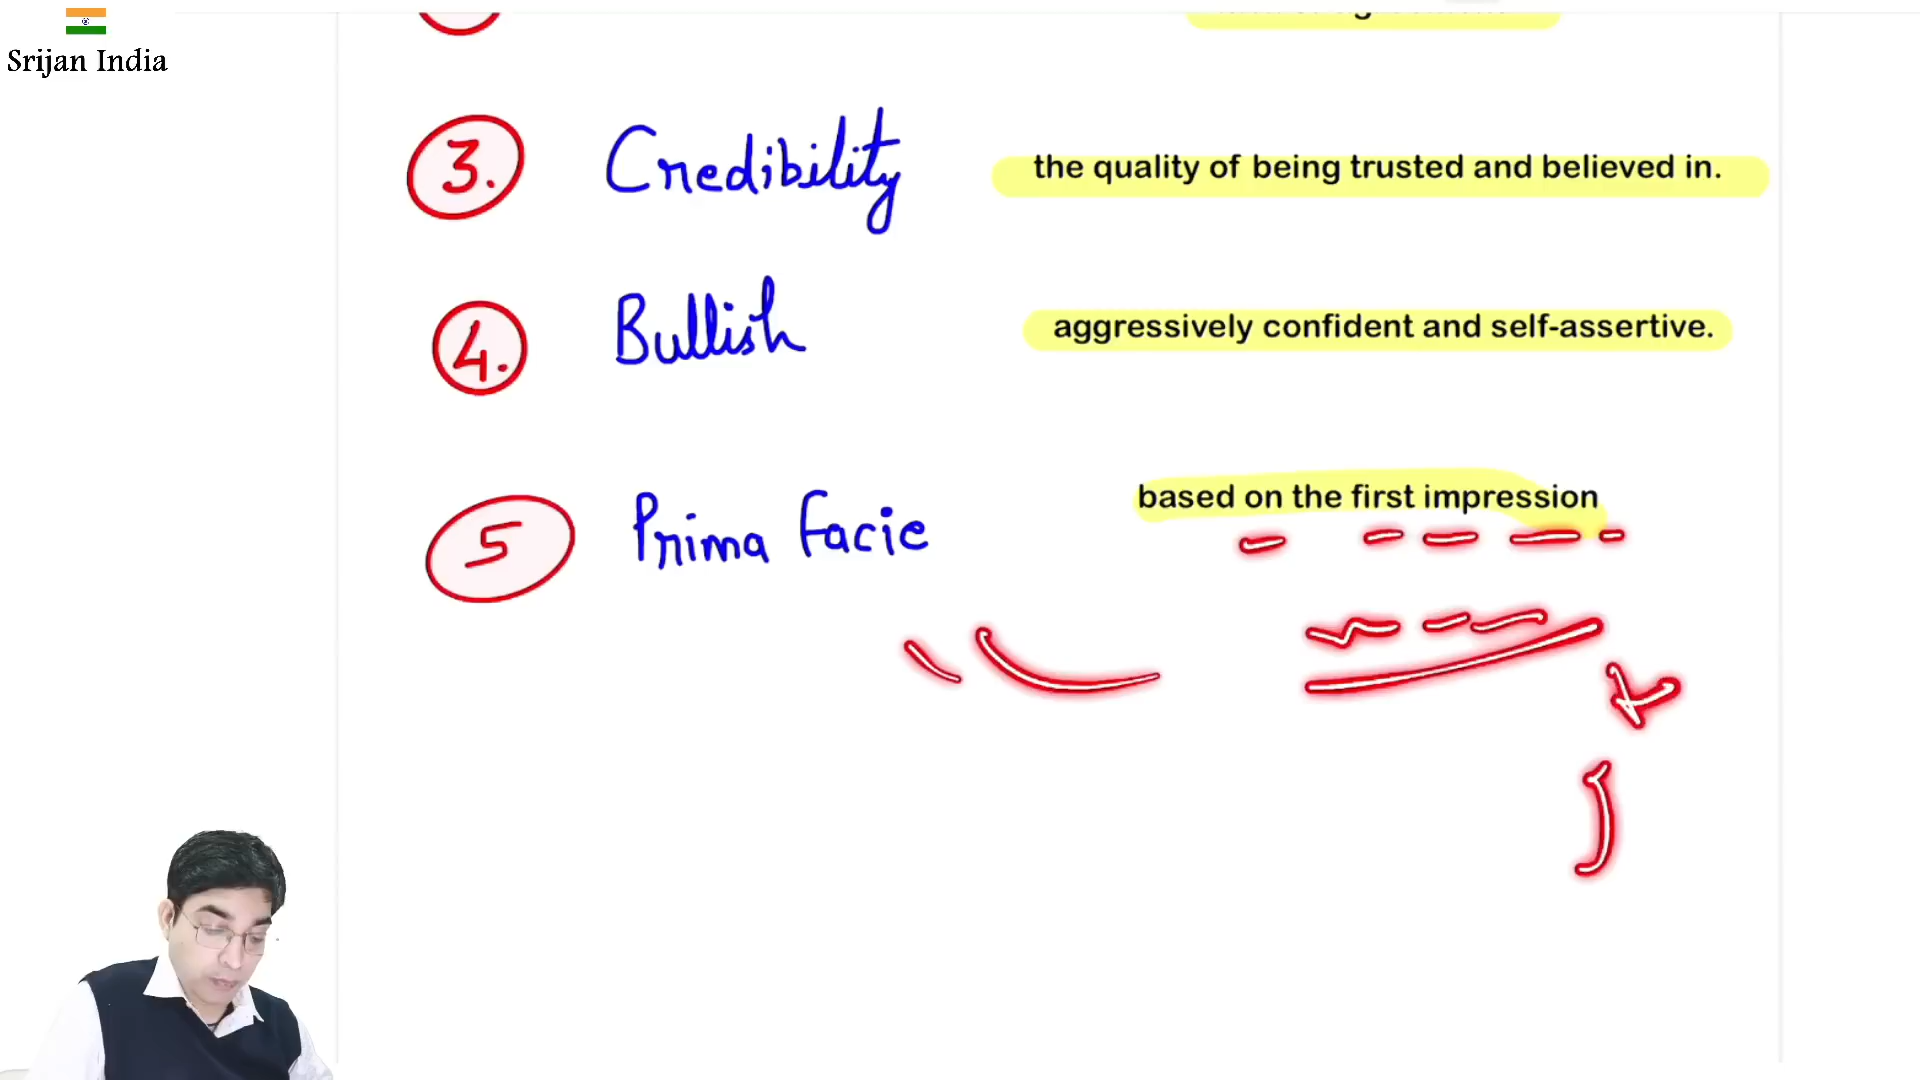 Srijan India
3. Credibility the quality of being trusted and believed in.
4. Bullish aggressively confident and self-assertive.
5 Prima Facie based on the first impression